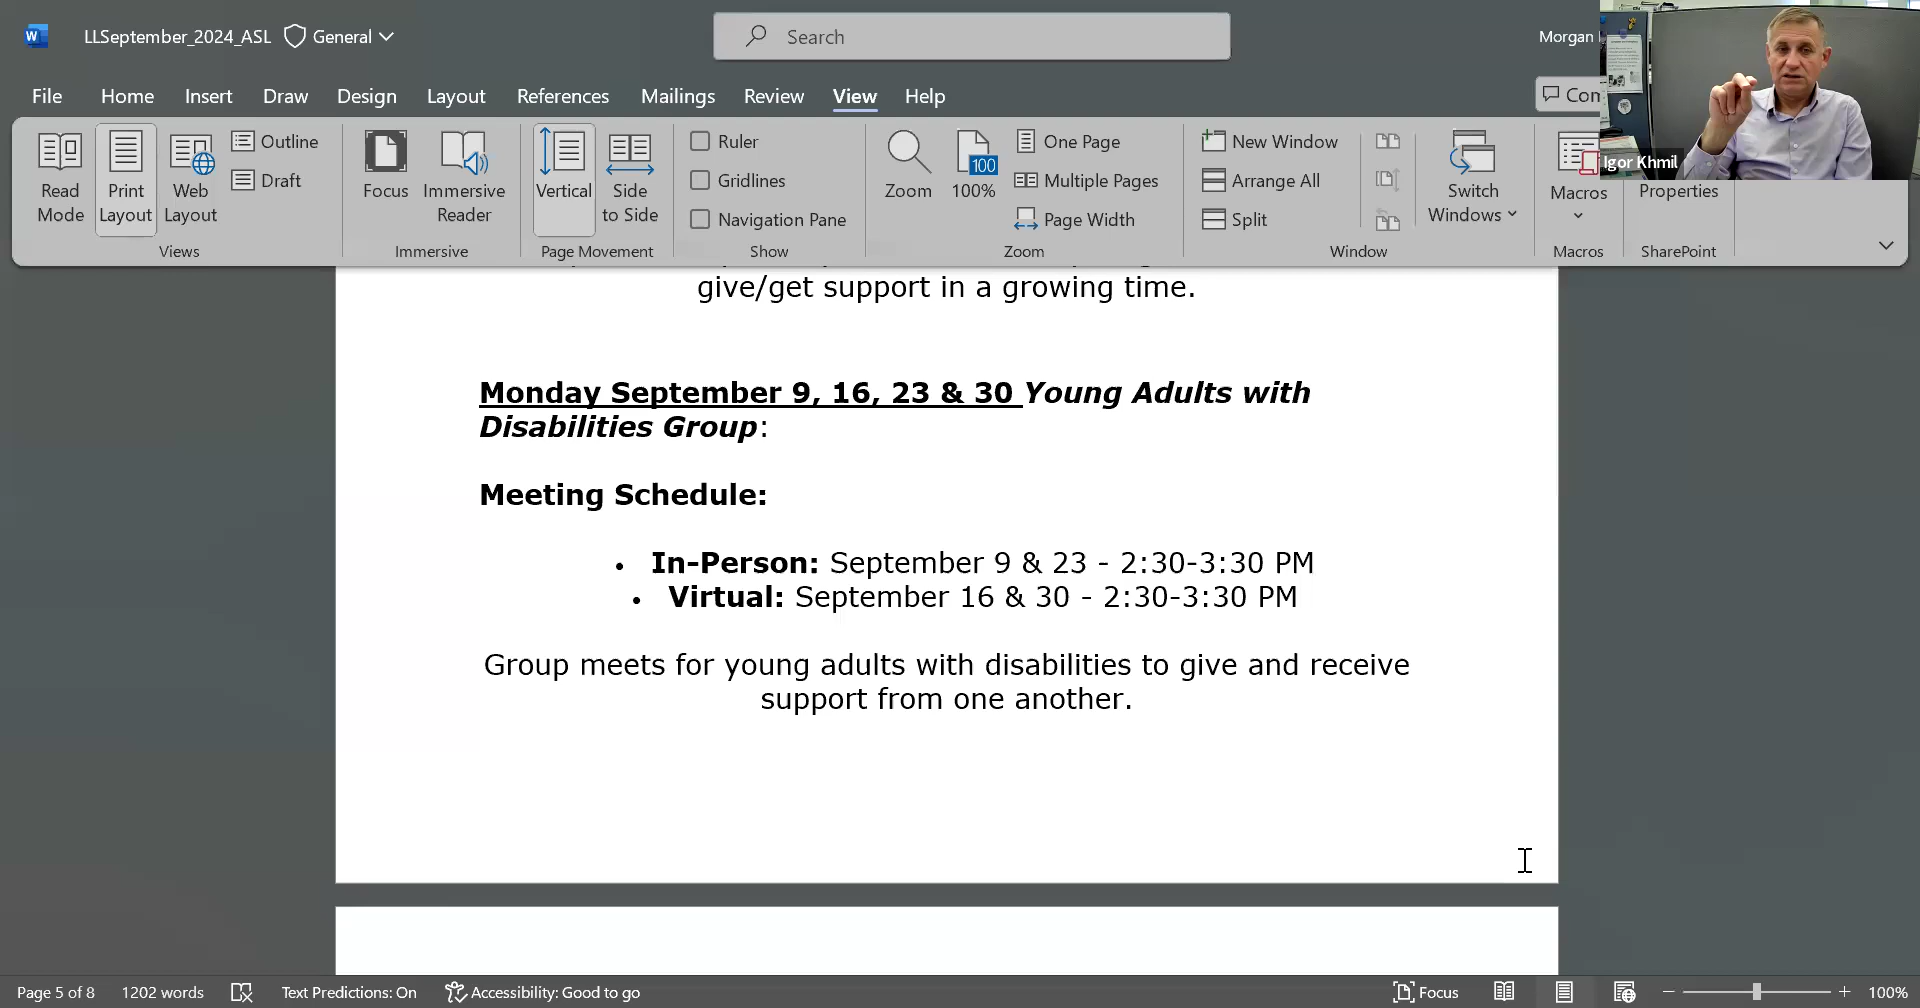 LLSeptember_2024_ASL General
Search
Morgan
File Home Insert Draw Design Layout References Mailings Review View Help
Com
Read Mode
Print Layout
Web Layout
Outline
Draft
Views
Focus
Immersive Reader
Immersive
Vertical
Side to Side
Page Movement
Ruler
Gridlines
Navigation Pane
Show
Zoom
100
100%
One Page
Multiple Pages
Page Width
Zoom
New Window
Arrange All
Split
Switch Windows
Window
Macros
Macros
Properties
SharePoint
Igor Khmil
give/get support in a growing time.
Monday September 9, 16, 23 & 30 Young Adults with
Disabilities Group:
Meeting Schedule:
• In-Person: September 9 & 23 - 2:30-3:30 PM
• Virtual: September 16 & 30 - 2:30-3:30 PM
Group meets for young adults with disabilities to give and receive
support from one another.
Page 5 of 8 1202 words Text Predictions: On Accessibility: Good to go Focus 100%